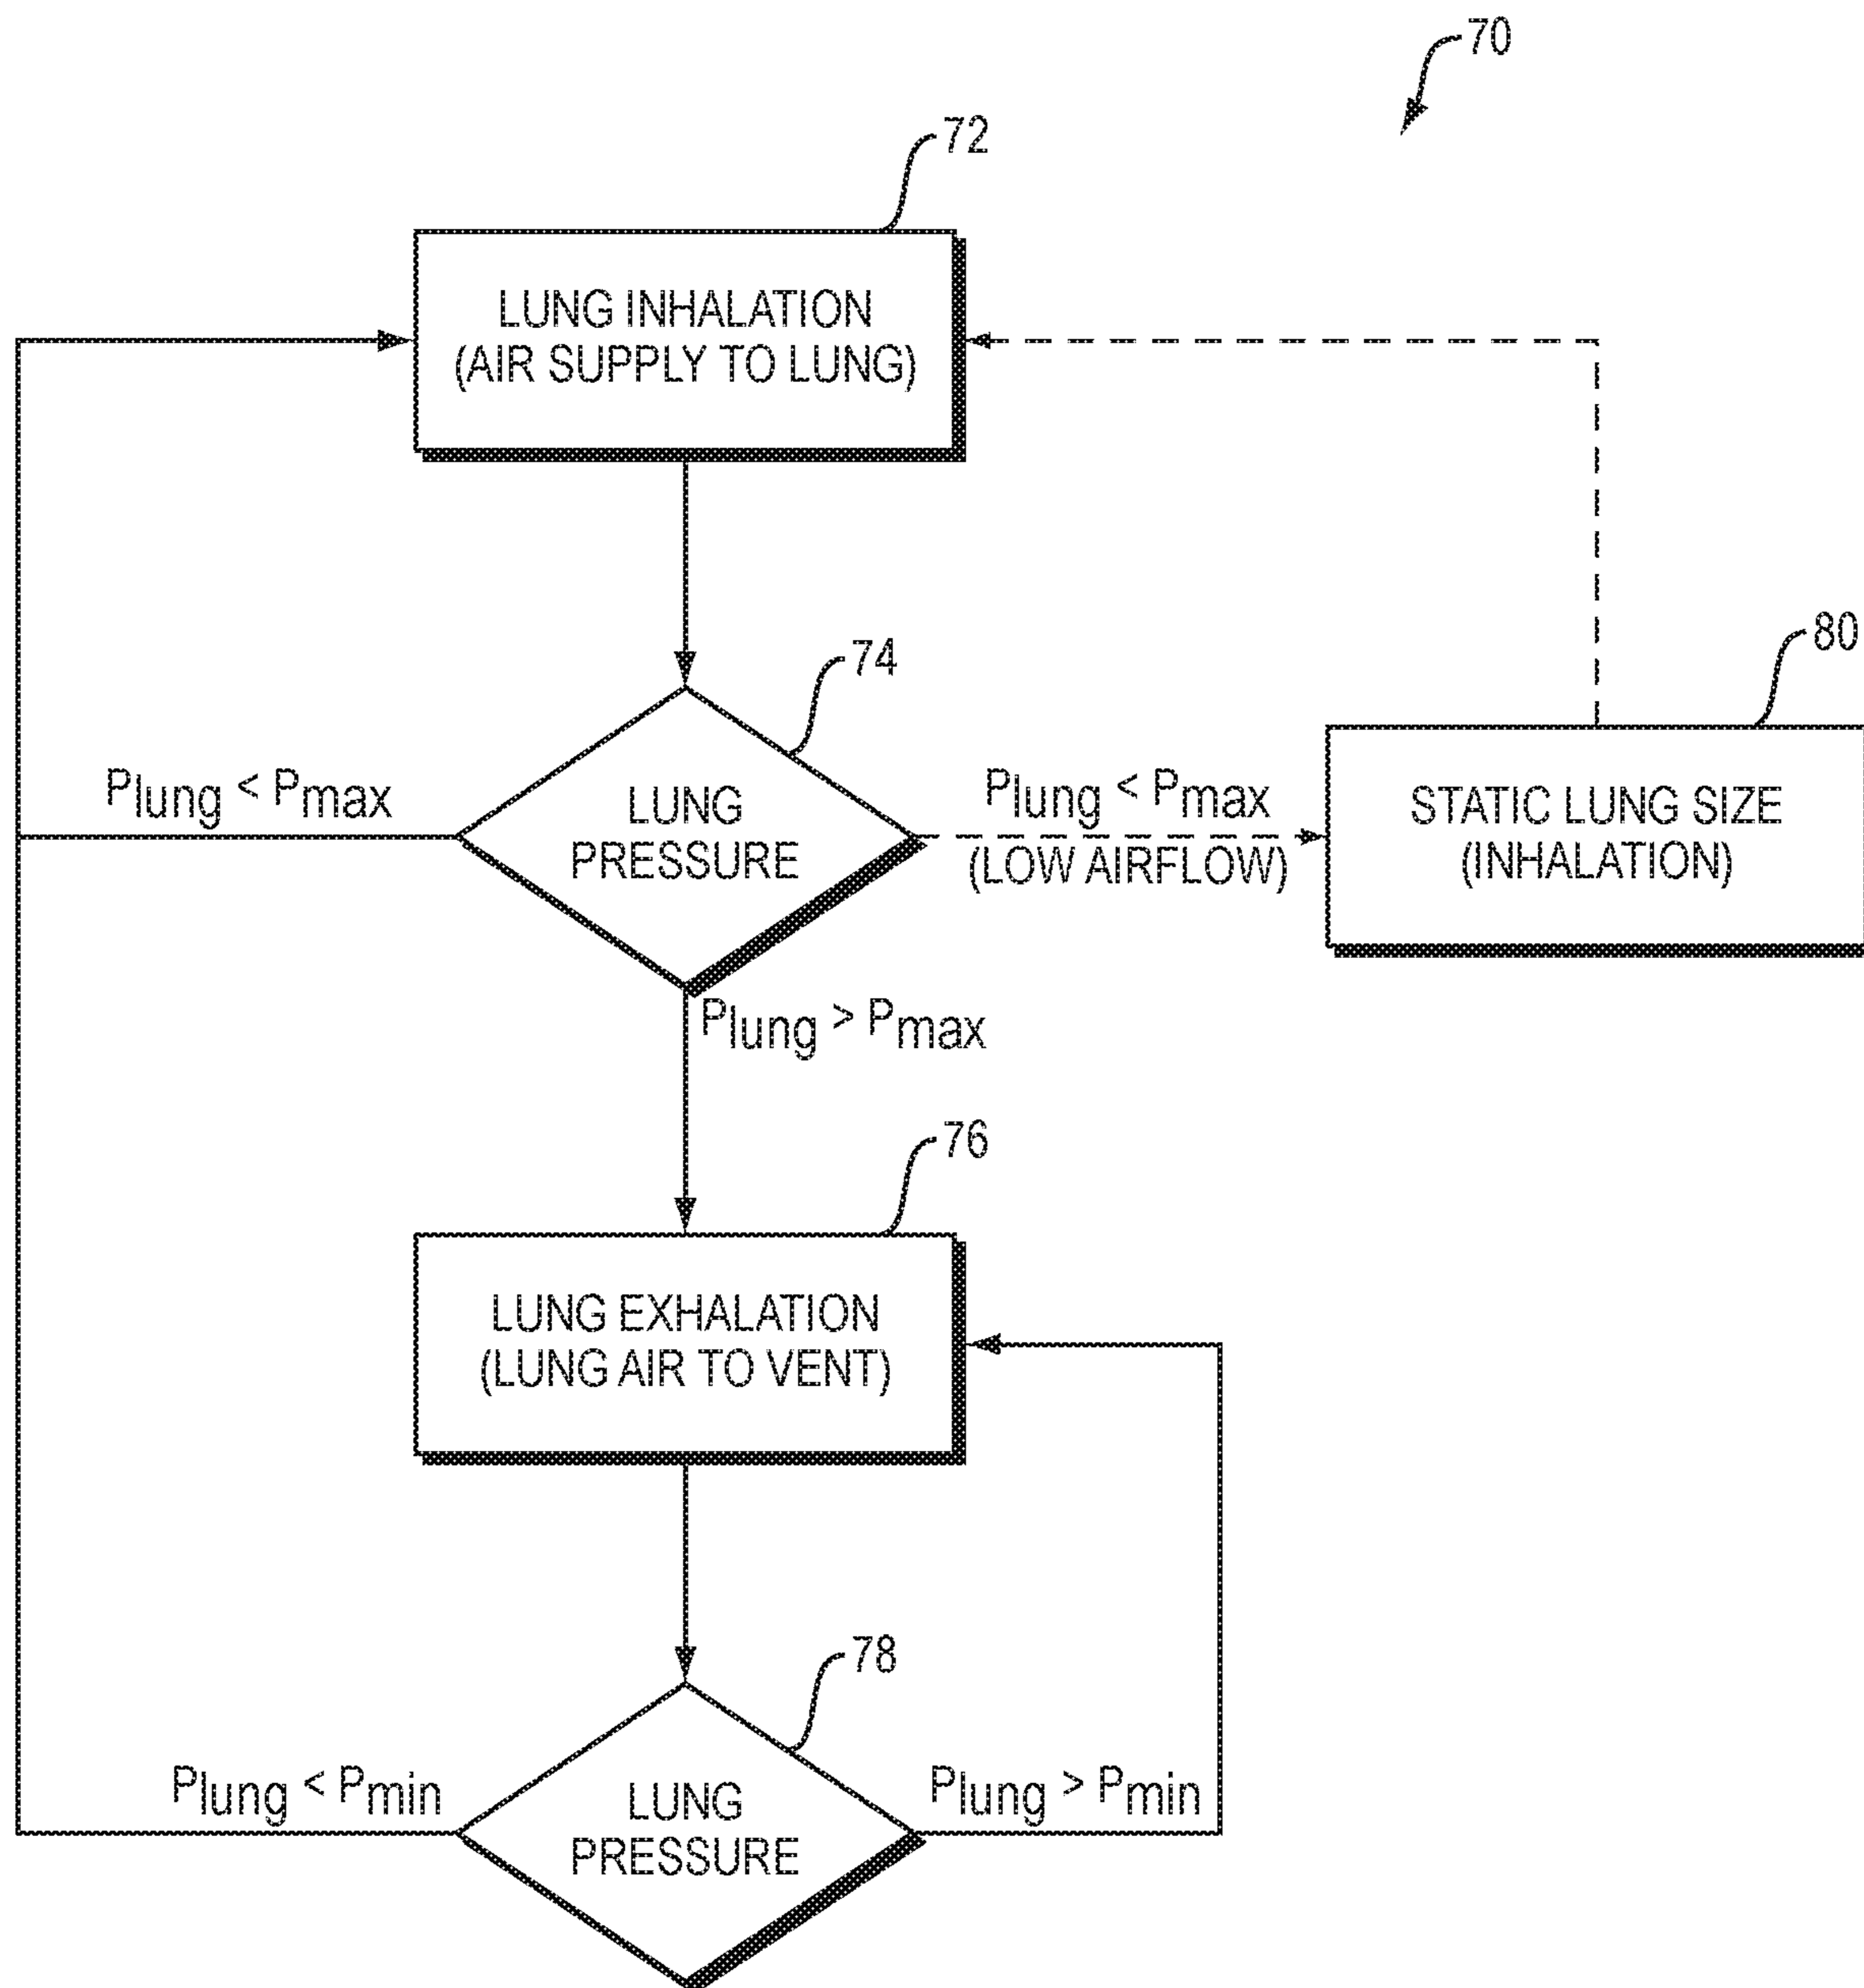 70
72
LUNG INHALATION
(AIR SUPPLY TO LUNG)
74
80
Plung < Pmax
LUNG
PRESSURE
Plung < Pmax
(LOW AIRFLOW)
STATIC LUNG SIZE
(INHALATION)
Plung > Pmax
76
LUNG EXHALATION
(LUNG AIR TO VENT)
78
Plung < Pmin
LUNG
PRESSURE
Plung > Pmin